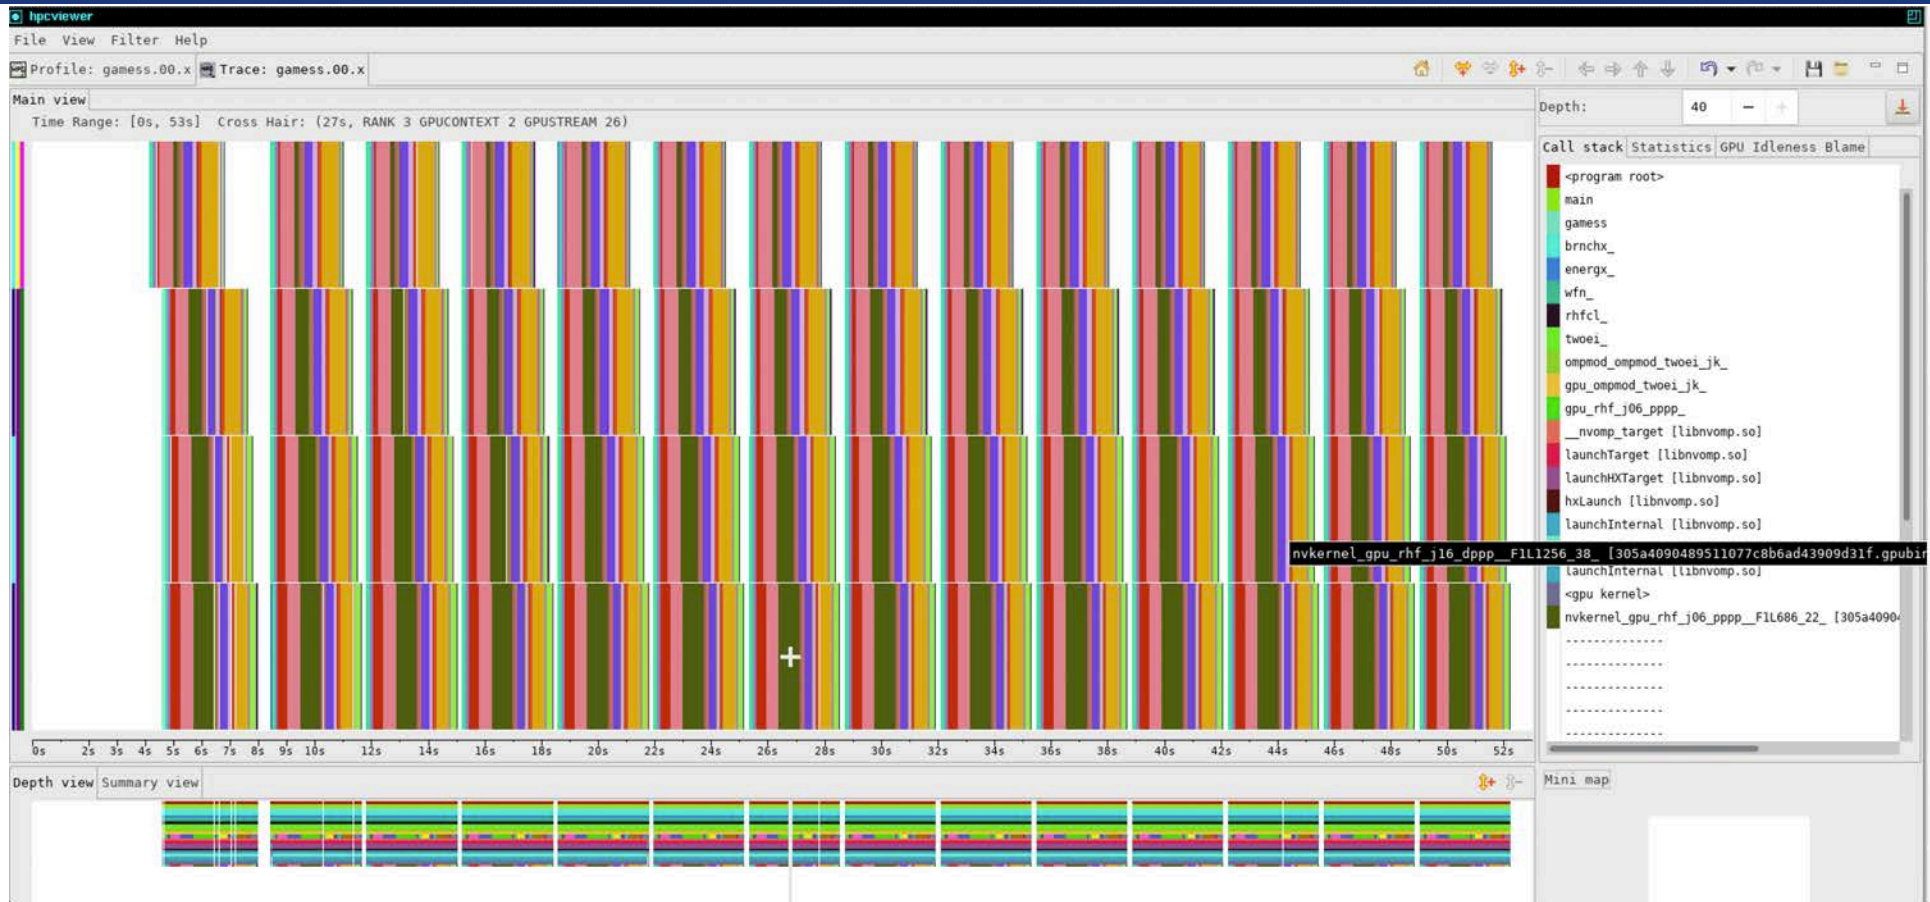 hpcviewer
File View Filter Help
Profile: gamess.00.x Trace: gamess.00.x
Main view
Time Range: [0s, 53s] Cross Hair: (27s, RANK 3 GPUCONTEXT 2 GPUSTREAM 26)
0s 2s 3s 4s 5s 6s 7s 8s 9s 10s 12s 14s 16s 18s 20s 22s 24s 26s 28s 30s 32s 34s 36s 38s 40s 42s 44s 46s 48s 50s 52s
Depth view Summary view
Depth: 40 − +
Call stack Statistics GPU Idleness Blame
<program root>
main
gamess
brnchx_
energx_
wfn_
rhfcl_
twoei_
ompmod_ompmod_twoei_jk_
gpu_ompmod_twoei_jk_
gpu_rhf_j06_pppp_
__nvomp_target [libnvomp.so]
launchTarget [libnvomp.so]
launchHXTarget [libnvomp.so]
hxLaunch [libnvomp.so]
launchInternal [libnvomp.so]
nvkernel_gpu_rhf_j16_dppp__F1L1256_38_ [305a4090489511077c8b6ad43909d31f.gpubin
launchInternal [libnvomp.so]
<gpu kernel>
nvkernel_gpu_rhf_j06_pppp__F1L686_22_ [305a4090
-------------
-------------
-------------
-------------
-------------
Mini map